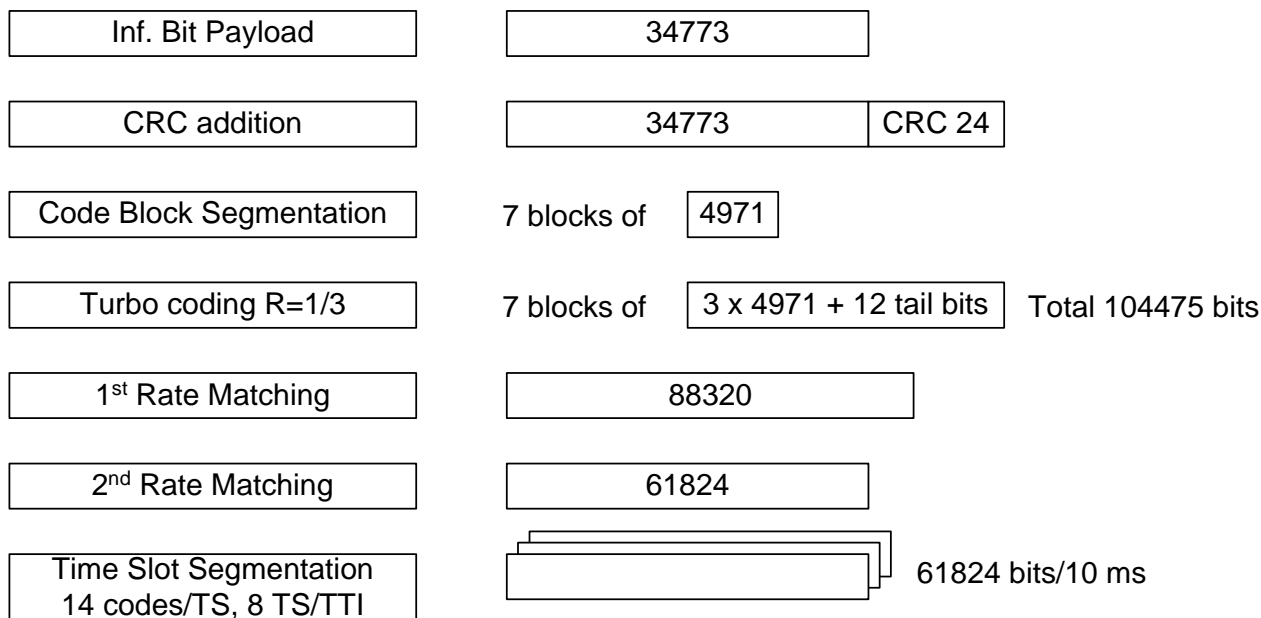 Inf. Bit Payload 34773
CRC addition 34773 CRC 24
Code Block Segmentation 7 blocks of 4971
Turbo coding R=1/3 7 blocks of 3 x 4971 + 12 tail bits Total 104475 bits
1st Rate Matching 88320
2nd Rate Matching 61824
Time Slot Segmentation
14 codes/TS, 8 TS/TTI
61824 bits/10 ms